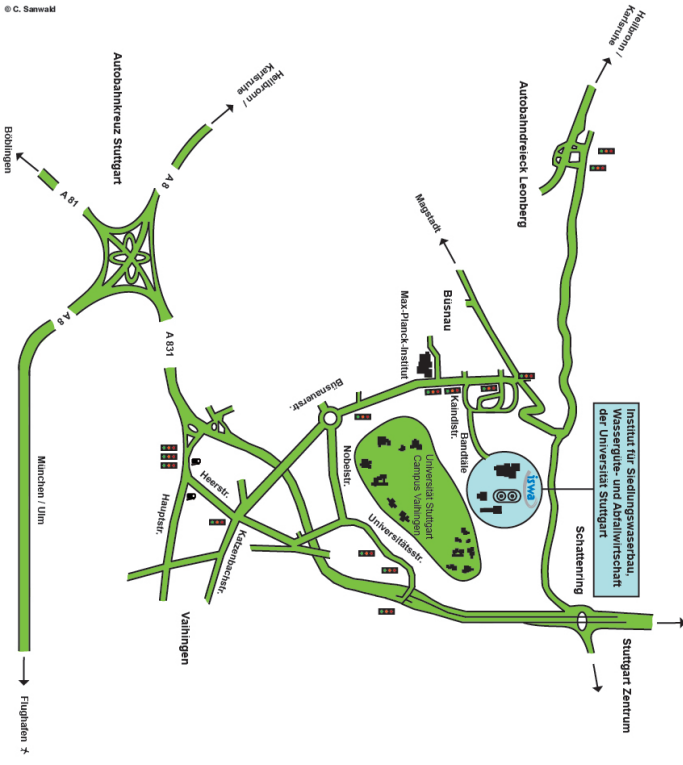 © C. Sanwald
Heilbronn /
Karlsruhe
Autobahndreieck Leonberg
Heilbronn /
Karlsruhe
Autobahnkreuz Stuttgart
Böblingen
A 81
A 8
A 8
A 831
Magstadt
Büsnau
Max-Planck-Institut
Büsnauerstr.
Kaindlstr.
Bandtäle
iswa
Institut für Siedlungswaserbau,
Wassergüte- und Abfallwirtschaft
der Universität Stuttgart
Universität Stuttgart
Campus Vaihingen
Nobelstr.
Universitätsstr.
Heerstr.
Hauptstr.
Katzenbachstr.
Vaihingen
Schattenring
Stuttgart Zentrum
München / Ulm
Flughafen